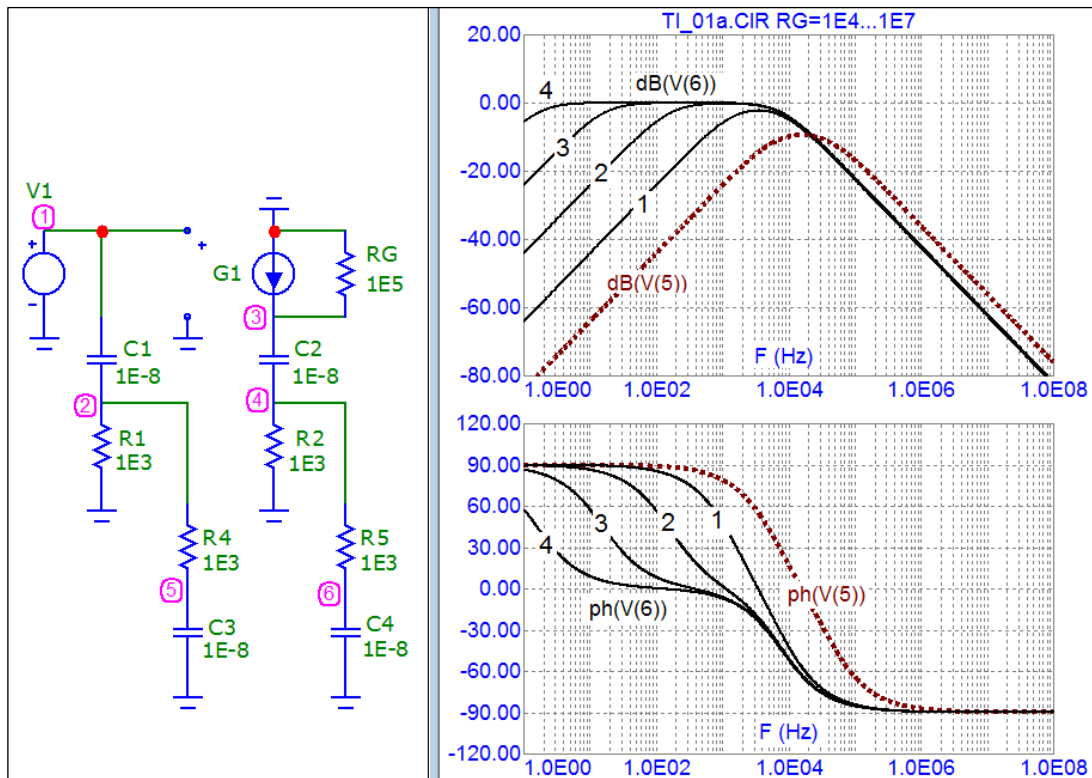 V1
1
+
-
C1
1E-8
2
R1
1E3
R4
1E3
5
C3
1E-8
+
G1
RG
1E5
3
C2
1E-8
4
R2
1E3
R5
1E3
6
C4
1E-8
TI_01a.CIR RG=1E4...1E7
20.00
0.00
-20.00
-40.00
-60.00
-80.00
dB(V(6))
4
3
2
1
dB(V(5))
F (Hz)
1.0E00
1.0E02
1.0E04
1.0E06
1.0E08
120.00
90.00
60.00
30.00
0.00
-30.00
-60.00
-90.00
-120.00
1
2
3
4
ph(V(6))
ph(V(5))
F (Hz)
1.0E00
1.0E02
1.0E04
1.0E06
1.0E08